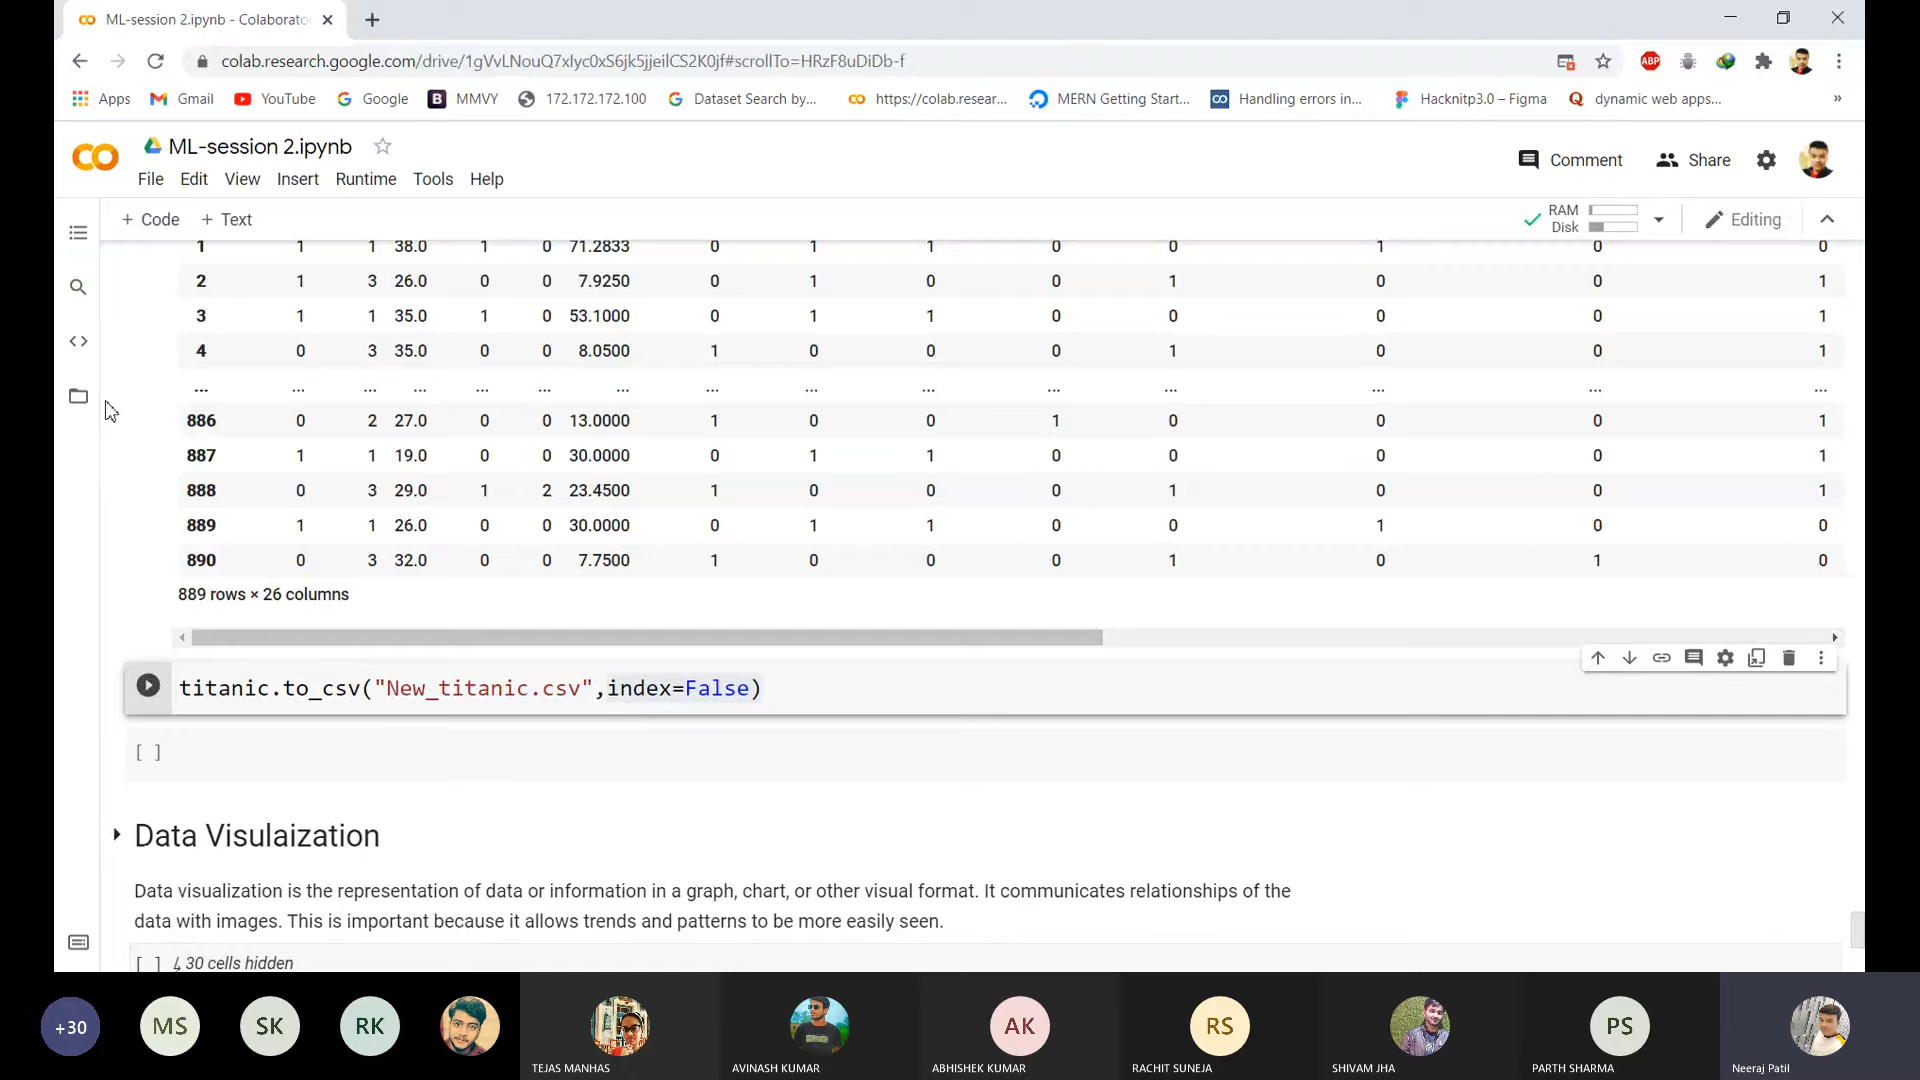 ML-session 2.ipynb - Colaborato
colab.research.google.com/drive/1gVvLNouQ7xIyc0xS6jk5jjeilCS2K0jf#scrollTo=HRzF8uDiDb-f
ABP
Apps Gmail YouTube Google MMVY 172.172.172.100 Dataset Search by... https://colab.resear... MERN Getting Start... Handling errors in... Hacknitp3.0 – Figma dynamic web apps... »
ML-session 2.ipynb
Comment Share
File Edit View Insert Runtime Tools Help
+ Code + Text
RAM
Disk
Editing
1 1 1 38.0 1 0 71.2833 0 1 1 0 0 1 0 0
2 1 3 26.0 0 0 7.9250 0 1 0 0 1 0 0 1
3 1 1 35.0 1 0 53.1000 0 1 1 0 0 0 0 1
4 0 3 35.0 0 0 8.0500 1 0 0 0 1 0 0 1
... ... ... ... ... ... ... ... ... ... ... ... ... ... ...
886 0 2 27.0 0 0 13.0000 1 0 0 1 0 0 0 1
887 1 1 19.0 0 0 30.0000 0 1 1 0 0 0 0 1
888 0 3 29.0 1 2 23.4500 1 0 0 0 1 0 0 1
889 1 1 26.0 0 0 30.0000 0 1 1 0 0 1 0 0
890 0 3 32.0 0 0 7.7500 1 0 0 0 1 0 1 0
889 rows × 26 columns
titanic.to_csv("New_titanic.csv",index=False)
[ ]
Data Visulaization
Data visualization is the representation of data or information in a graph, chart, or other visual format. It communicates relationships of the
data with images. This is important because it allows trends and patterns to be more easily seen.
[ ] ↳ 30 cells hidden
+30 MS SK RK AK RS PS
TEJAS MANHAS AVINASH KUMAR ABHISHEK KUMAR RACHIT SUNEJA SHIVAM JHA PARTH SHARMA Neeraj Patil